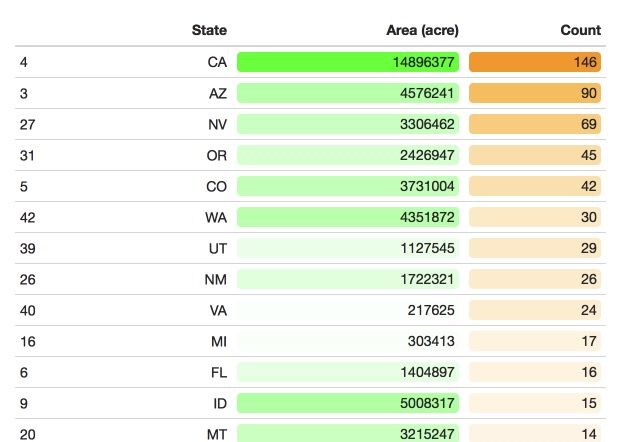 State Area (acre) Count
4 CA 14896377 146
3 AZ 4576241 90
27 NV 3306462 69
31 OR 2426947 45
5 CO 3731004 42
42 WA 4351872 30
39 UT 1127545 29
26 NM 1722321 26
40 VA 217625 24
16 MI 303413 17
6 FL 1404897 16
9 ID 5008317 15
20 MT 3215247 14